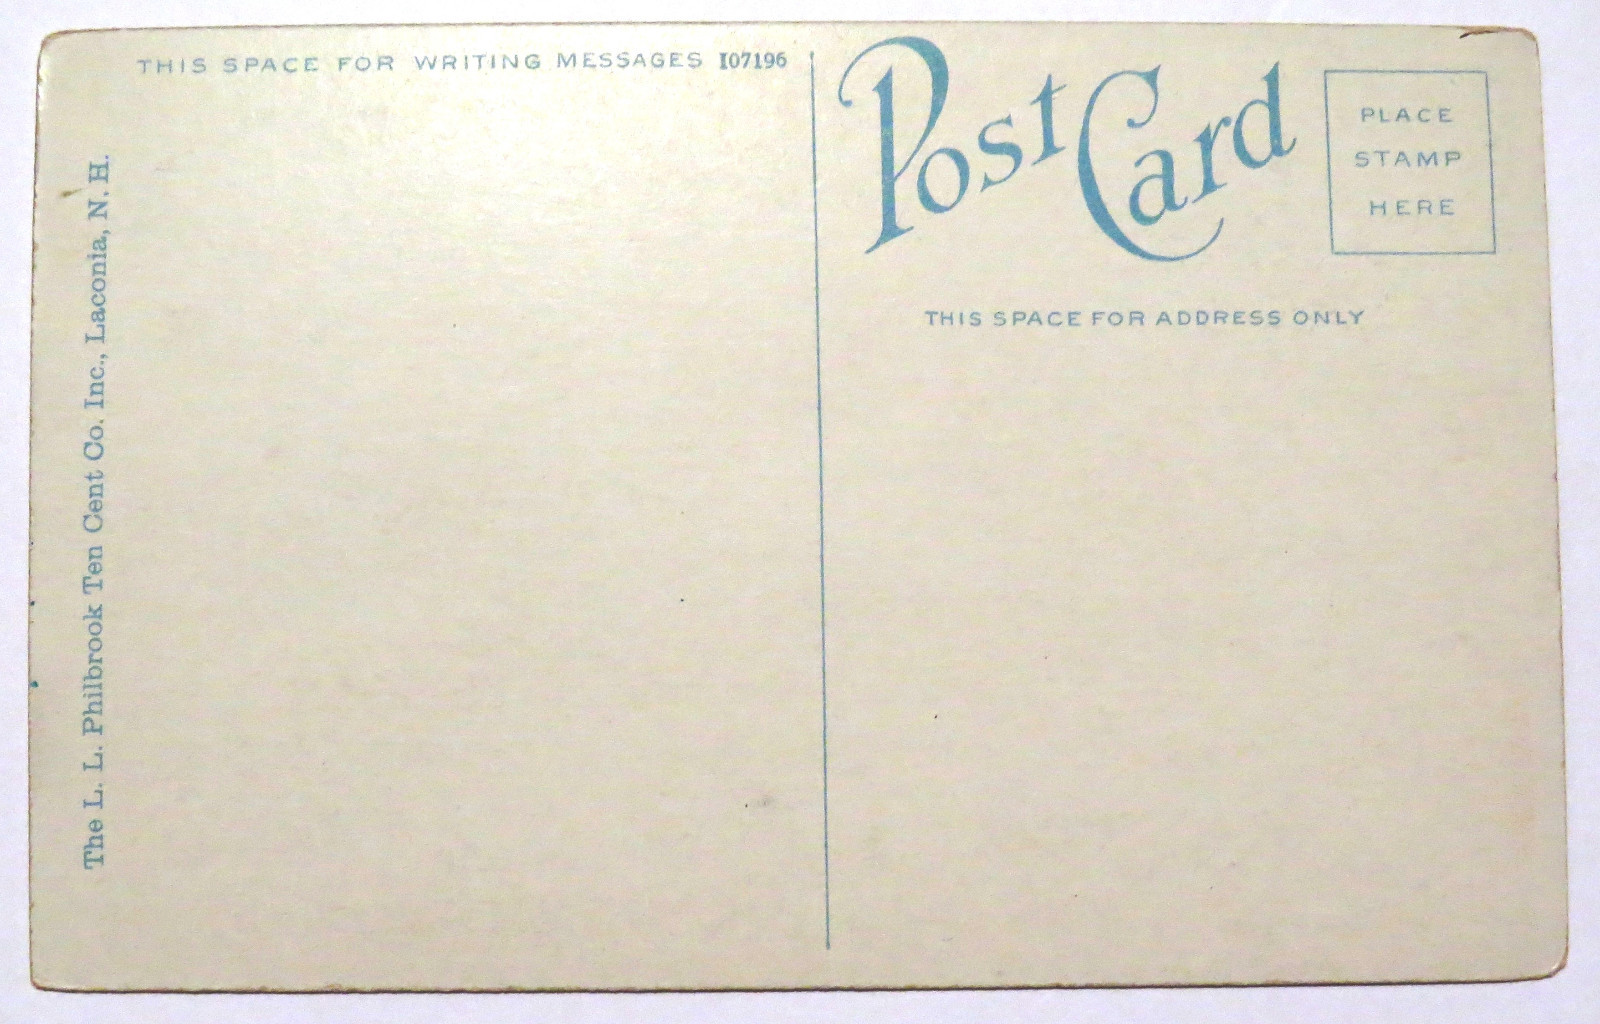 THIS SPACE FOR WRITING MESSAGES I07196
The L. L. Philbrook Ten Cent Co. Inc., Laconia, N. H.
Post Card
PLACE
STAMP
HERE
THIS SPACE FOR ADDRESS ONLY